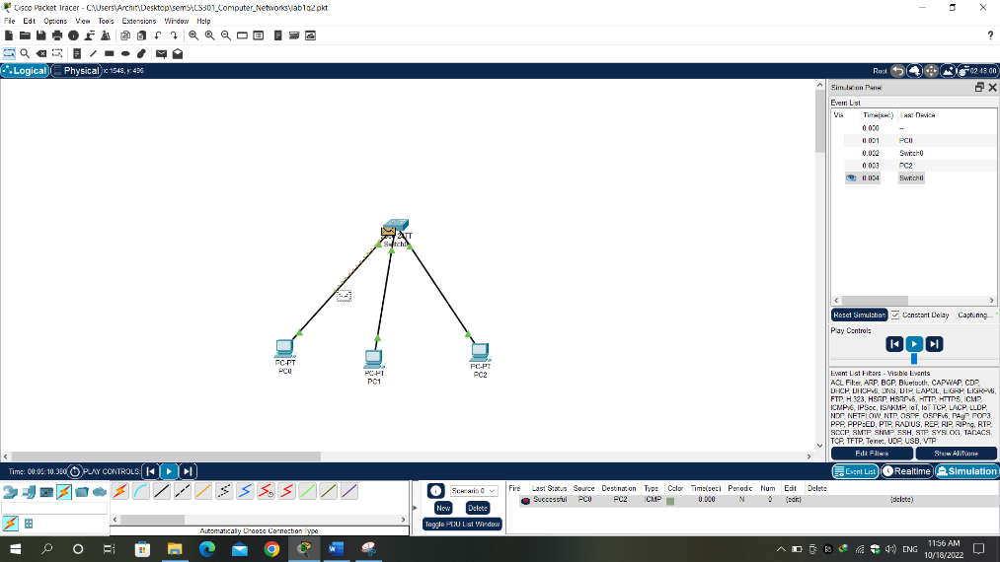 Cisco Packet Tracer - C:\Users\Archit\Desktop\sem5\CS301_Computer_Networks\lab1q2.pkt
File Edit Options View Tools Extensions Window Help
?
Logical Physical x: 1548, y: 496 Root 02:48:00
Simulation Panel
Event List
Vis Time(sec) Last Device
0.000 --
0.001 PC0
0.002 Switch0
0.003 PC2
0.004 Switch0
24TT
Switch0
PC-PT
PC0
PC-PT
PC1
PC-PT
PC2
Reset Simulation Constant Delay Capturing...
Play Controls
Event List Filters - Visible Events
ACL Filter, ARP, BGP, Bluetooth, CAPWAP, CDP,
DHCP, DHCPv6, DNS, DTP, EAPOL, EIGRP, EIGRPv6,
FTP, H.323, HSRP, HSRPv6, HTTP, HTTPS, ICMP,
ICMPv6, IPSec, ISAKMP, IoT, IoT TCP, LACP, LLDP,
NDP, NETFLOW, NTP, OSPF, OSPFv6, PAgP, POP3,
PPP, PPPoED, PTP, RADIUS, REP, RIP, RIPng, RTP,
SCCP, SMTP, SNMP, SSH, STP, SYSLOG, TACACS,
TCP, TFTP, Telnet, UDP, USB, VTP
Edit Filters Show All/None
Time: 00:05:10.380 PLAY CONTROLS: Event List Realtime Simulation
Scenario 0
New Delete
Toggle PDU List Window
Fire Last Status Source Destination Type Color Time(sec) Periodic Num Edit Delete
Successful PC0 PC2 ICMP 0.000 N 0 (edit) (delete)
Automatically Choose Connection Type
ENG
11:56 AM
10/18/2022